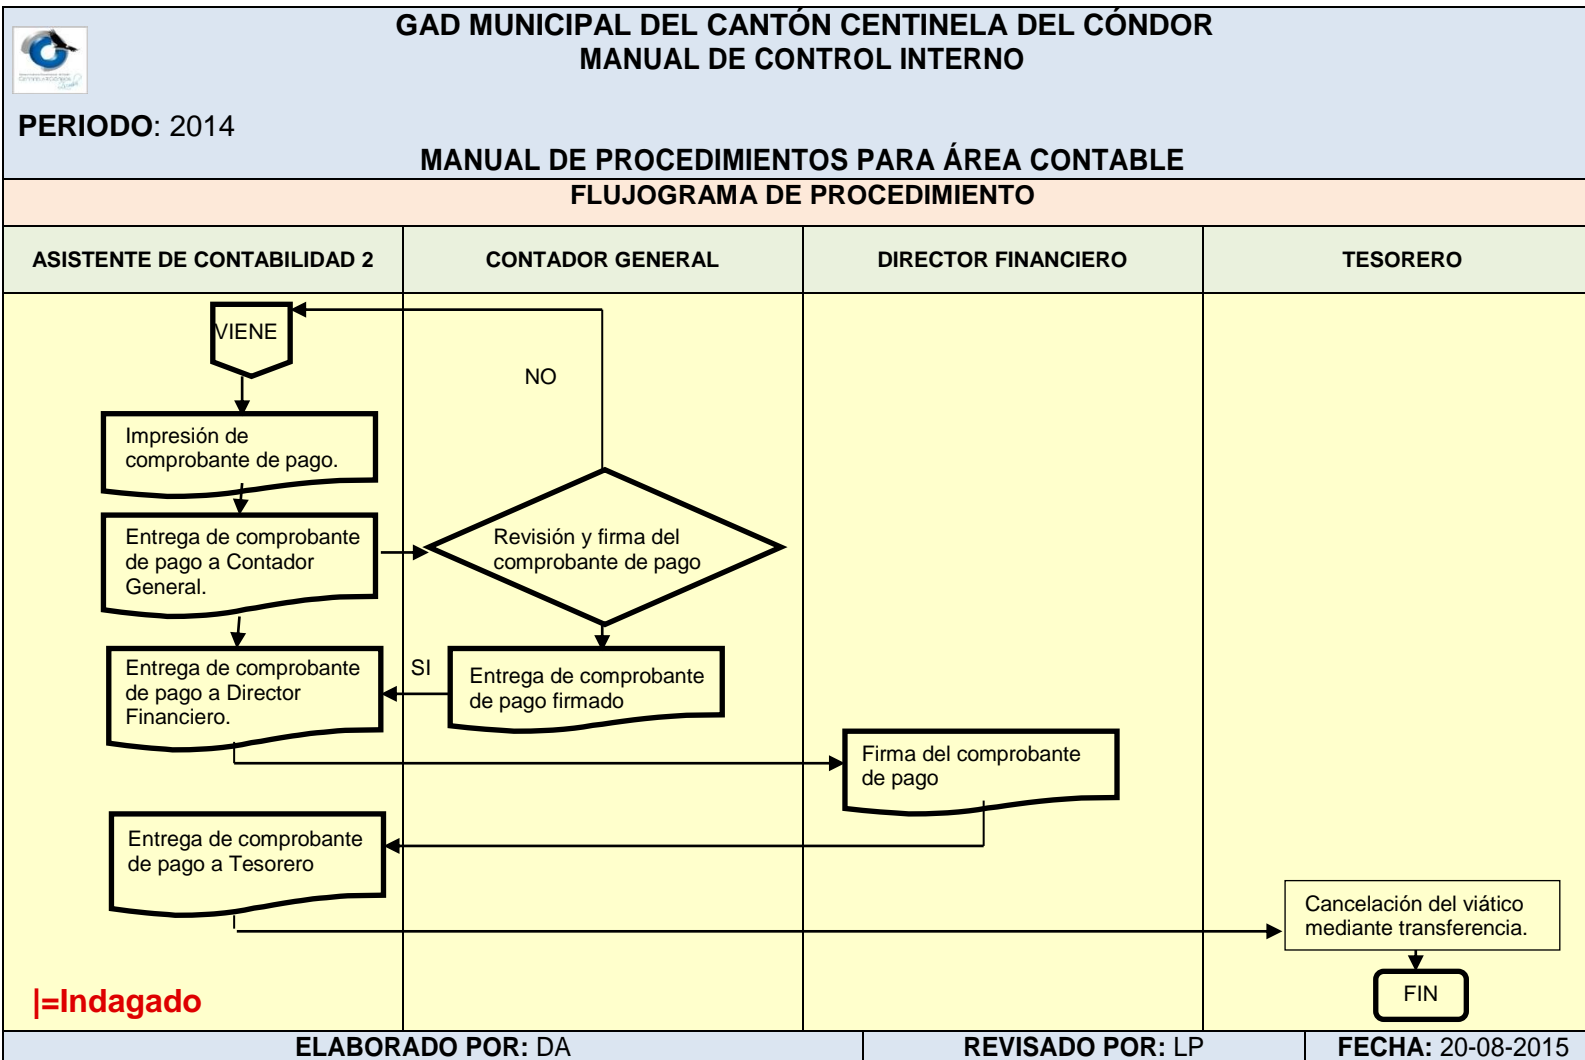 GAD MUNICIPAL DEL CANTÓN CENTINELA DEL CÓNDOR
MANUAL DE CONTROL INTERNO
PERIODO: 2014
MANUAL DE PROCEDIMIENTOS PARA ÁREA CONTABLE
FLUJOGRAMA DE PROCEDIMIENTO
ASISTENTE DE CONTABILIDAD 2
CONTADOR GENERAL
DIRECTOR FINANCIERO
TESORERO
VIENE
NO
Impresión de
comprobante de pago.
Entrega de comprobante
de pago a Contador
General.
Revisión y firma del
comprobante de pago
Entrega de comprobante
de pago a Director
Financiero.
SI
Entrega de comprobante
de pago firmado
Firma del comprobante
de pago
Entrega de comprobante
de pago a Tesorero
Cancelación del viático
mediante transferencia.
FIN
|=Indagado
ELABORADO POR: DA
REVISADO POR: LP
FECHA: 20-08-2015